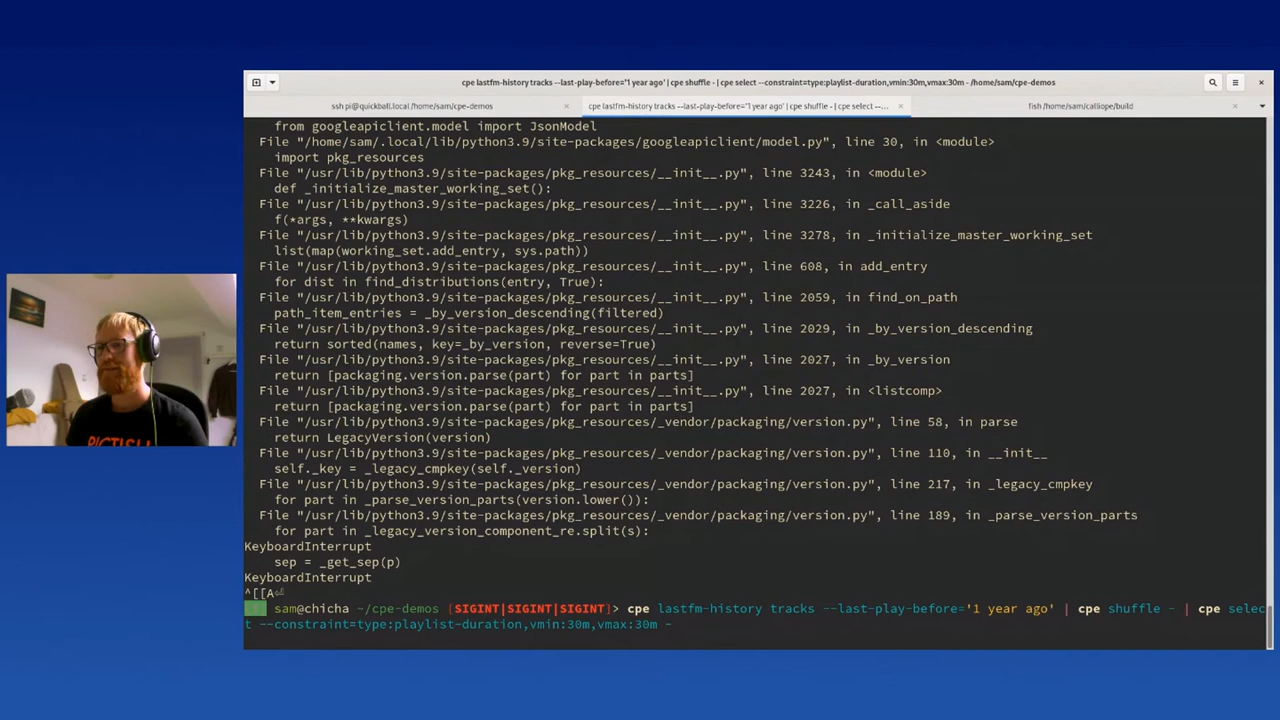 cpe lastfm-history tracks --last-play-before='1 year ago' | cpe shuffle - | cpe select --constraint=type:playlist-duration,vmin:30m,vmax:30m - /home/sam/cpe-demos
ssh pi@quickball.local /home/sam/cpe-demos
cpe lastfm-history tracks --last-play-before='1 year ago' | cpe shuffle - | cpe select --...
fish /home/sam/calliope/build
from googleapiclient.model import JsonModel
File "/home/sam/.local/lib/python3.9/site-packages/googleapiclient/model.py", line 30, in <module>
import pkg_resources
File "/usr/lib/python3.9/site-packages/pkg_resources/__init__.py", line 3243, in <module>
def _initialize_master_working_set():
File "/usr/lib/python3.9/site-packages/pkg_resources/__init__.py", line 3226, in _call_aside
f(*args, **kwargs)
File "/usr/lib/python3.9/site-packages/pkg_resources/__init__.py", line 3278, in _initialize_master_working_set
list(map(working_set.add_entry, sys.path))
File "/usr/lib/python3.9/site-packages/pkg_resources/__init__.py", line 608, in add_entry
for dist in find_distributions(entry, True):
File "/usr/lib/python3.9/site-packages/pkg_resources/__init__.py", line 2059, in find_on_path
path_item_entries = _by_version_descending(filtered)
File "/usr/lib/python3.9/site-packages/pkg_resources/__init__.py", line 2029, in _by_version_descending
return sorted(names, key=_by_version, reverse=True)
File "/usr/lib/python3.9/site-packages/pkg_resources/__init__.py", line 2027, in _by_version
return [packaging.version.parse(part) for part in parts]
File "/usr/lib/python3.9/site-packages/pkg_resources/__init__.py", line 2027, in <listcomp>
return [packaging.version.parse(part) for part in parts]
File "/usr/lib/python3.9/site-packages/pkg_resources/_vendor/packaging/version.py", line 58, in parse
return LegacyVersion(version)
File "/usr/lib/python3.9/site-packages/pkg_resources/_vendor/packaging/version.py", line 110, in __init__
self._key = _legacy_cmpkey(self._version)
File "/usr/lib/python3.9/site-packages/pkg_resources/_vendor/packaging/version.py", line 217, in _legacy_cmpkey
for part in _parse_version_parts(version.lower()):
File "/usr/lib/python3.9/site-packages/pkg_resources/_vendor/packaging/version.py", line 189, in _parse_version_parts
for part in _legacy_version_component_re.split(s):
KeyboardInterrupt
sep = _get_sep(p)
KeyboardInterrupt
^[[A⏎
sam@chicha ~/cpe-demos [SIGINT|SIGINT|SIGINT]> cpe lastfm-history tracks --last-play-before='1 year ago' | cpe shuffle - | cpe selec
t --constraint=type:playlist-duration,vmin:30m,vmax:30m -